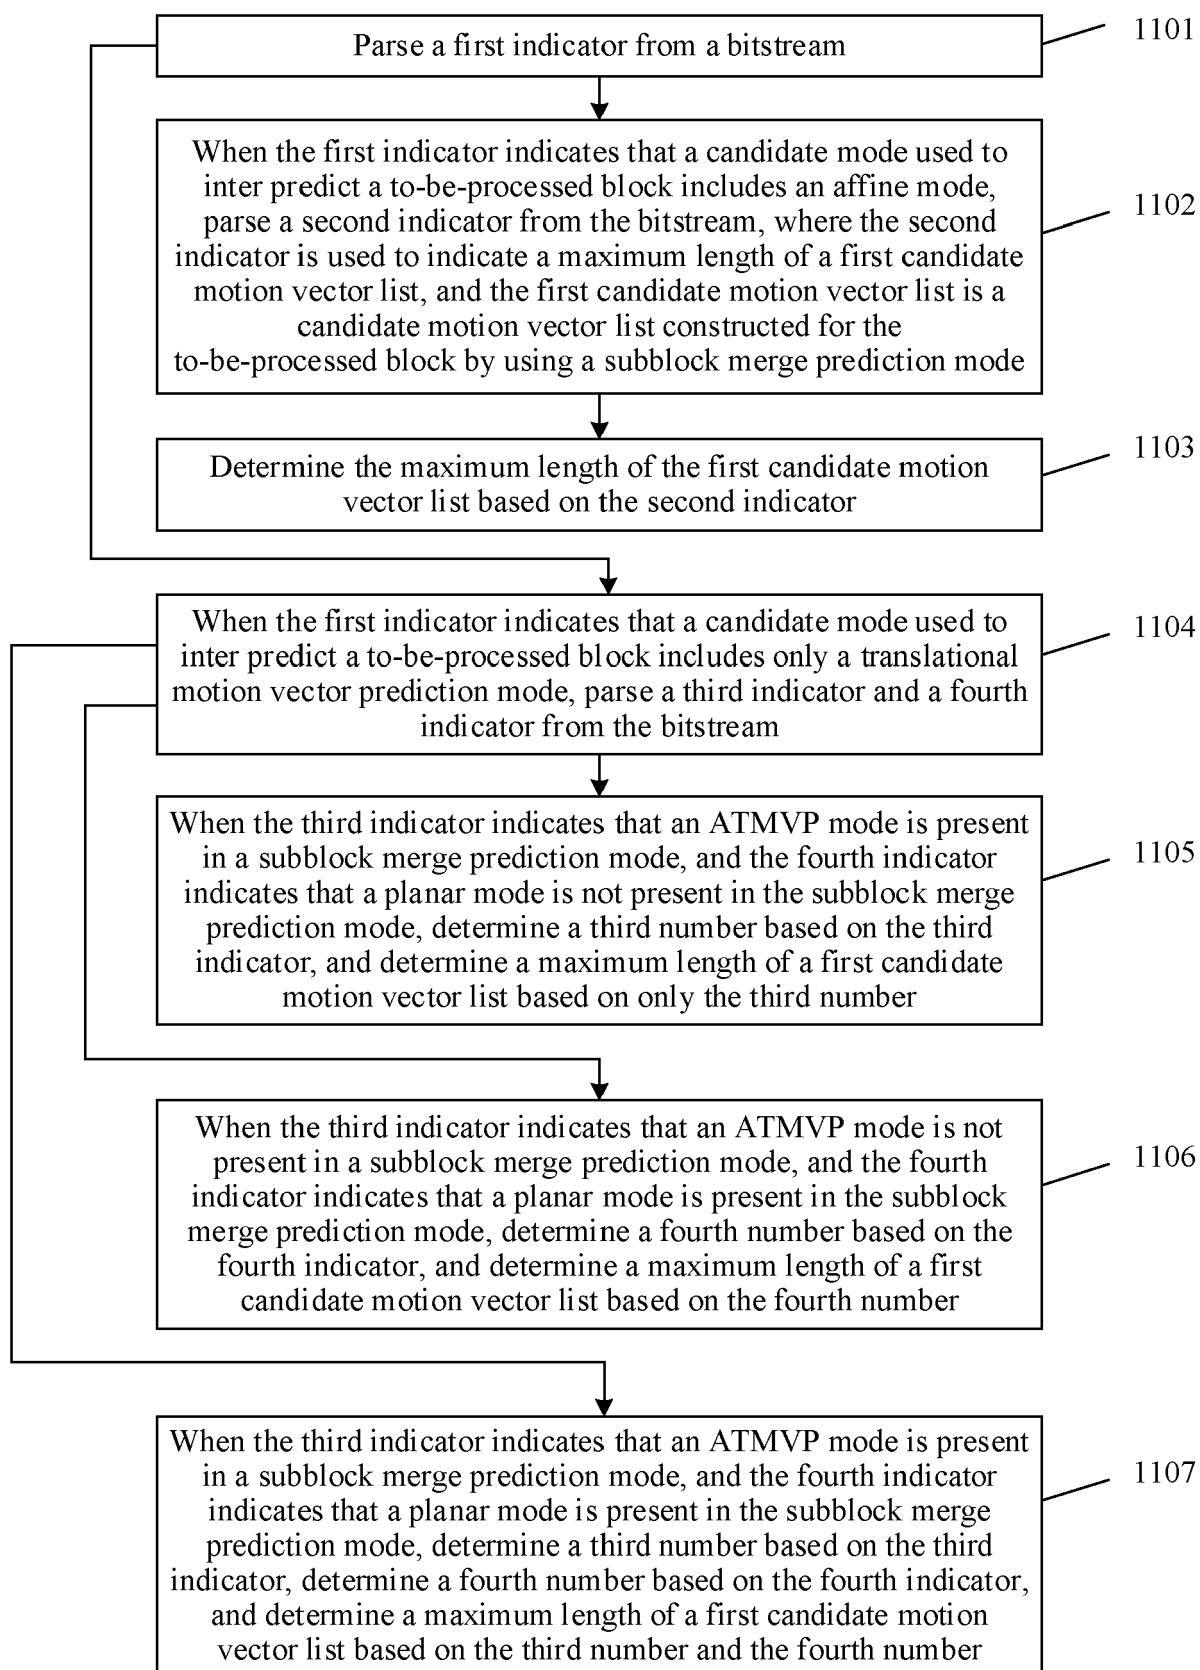 Parse a first indicator from a bitstream
1101
When the first indicator indicates that a candidate mode used to
inter predict a to-be-processed block includes an affine mode,
parse a second indicator from the bitstream, where the second
indicator is used to indicate a maximum length of a first candidate
motion vector list, and the first candidate motion vector list is a
candidate motion vector list constructed for the
to-be-processed block by using a subblock merge prediction mode
1102
Determine the maximum length of the first candidate motion
vector list based on the second indicator
1103
When the first indicator indicates that a candidate mode used to
inter predict a to-be-processed block includes only a translational
motion vector prediction mode, parse a third indicator and a fourth
indicator from the bitstream
1104
When the third indicator indicates that an ATMVP mode is present
in a subblock merge prediction mode, and the fourth indicator
indicates that a planar mode is not present in the subblock merge
prediction mode, determine a third number based on the third
indicator, and determine a maximum length of a first candidate
motion vector list based on only the third number
1105
When the third indicator indicates that an ATMVP mode is not
present in a subblock merge prediction mode, and the fourth
indicator indicates that a planar mode is present in the subblock
merge prediction mode, determine a fourth number based on the
fourth indicator, and determine a maximum length of a first
candidate motion vector list based on the fourth number
1106
When the third indicator indicates that an ATMVP mode is present
in a subblock merge prediction mode, and the fourth indicator
indicates that a planar mode is present in the subblock merge
prediction mode, determine a third number based on the third
indicator, determine a fourth number based on the fourth indicator,
and determine a maximum length of a first candidate motion
vector list based on the third number and the fourth number
1107